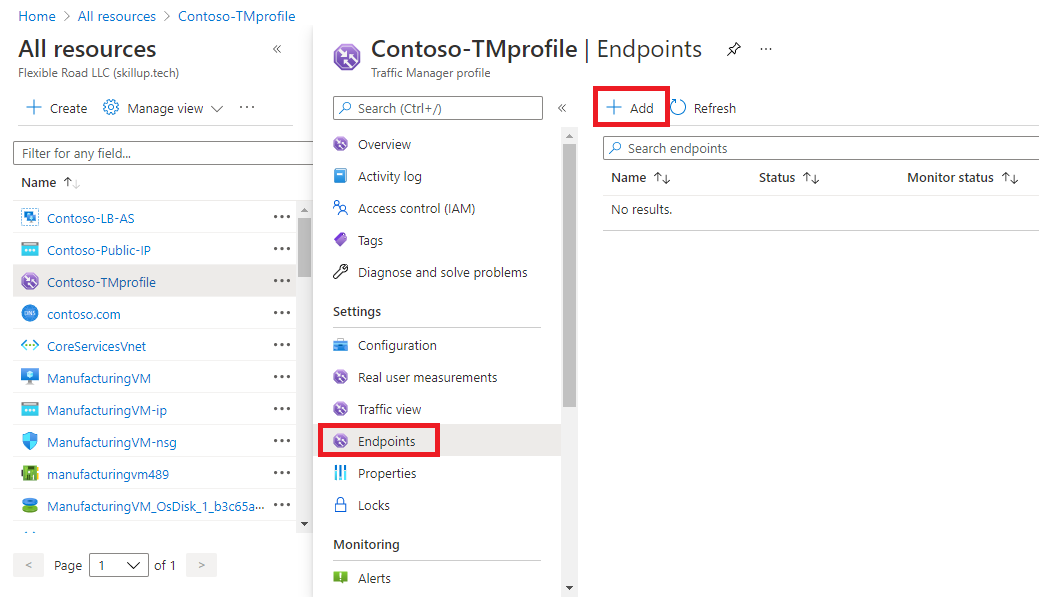 Home > All resources > Contoso-TMprofile
All resources «
Flexible Road LLC (skillup.tech)
+ Create Manage view ···
Filter for any field...
Name ↑↓
Contoso-LB-AS ···
Contoso-Public-IP ···
Contoso-TMprofile ···
DNS contoso.com ···
CoreServicesVnet ···
ManufacturingVM ···
ManufacturingVM-ip ···
ManufacturingVM-nsg ···
manufacturingvm489 ···
ManufacturingVM_OsDisk_1_b3c65a... ···
< Page 1 of 1 >
Contoso-TMprofile | Endpoints ···
Traffic Manager profile
Search (Ctrl+/) «
Overview
Activity log
Access control (IAM)
Tags
Diagnose and solve problems
Settings
Configuration
Real user measurements
Traffic view
Endpoints
Properties
Locks
Monitoring
Alerts
+ Add Refresh
Search endpoints
Name ↑↓ Status ↑↓ Monitor status ↑↓
No results.